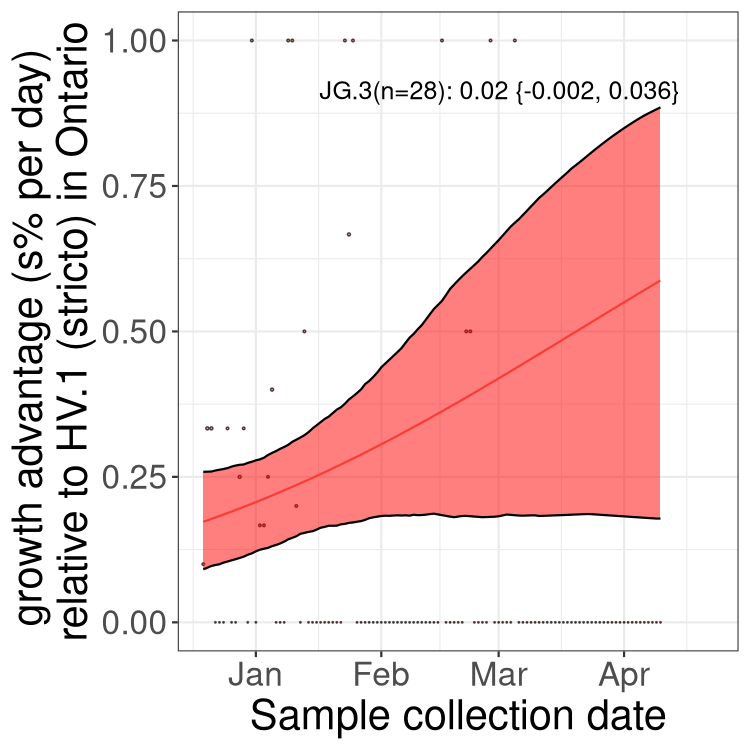 growth advantage (s% per day)
relative to HV.1 (stricto) in Ontario
1.00
0.75
0.50
0.25
0.00
JG.3(n=28): 0.02 {-0.002, 0.036}
Jan Feb Mar Apr
Sample collection date